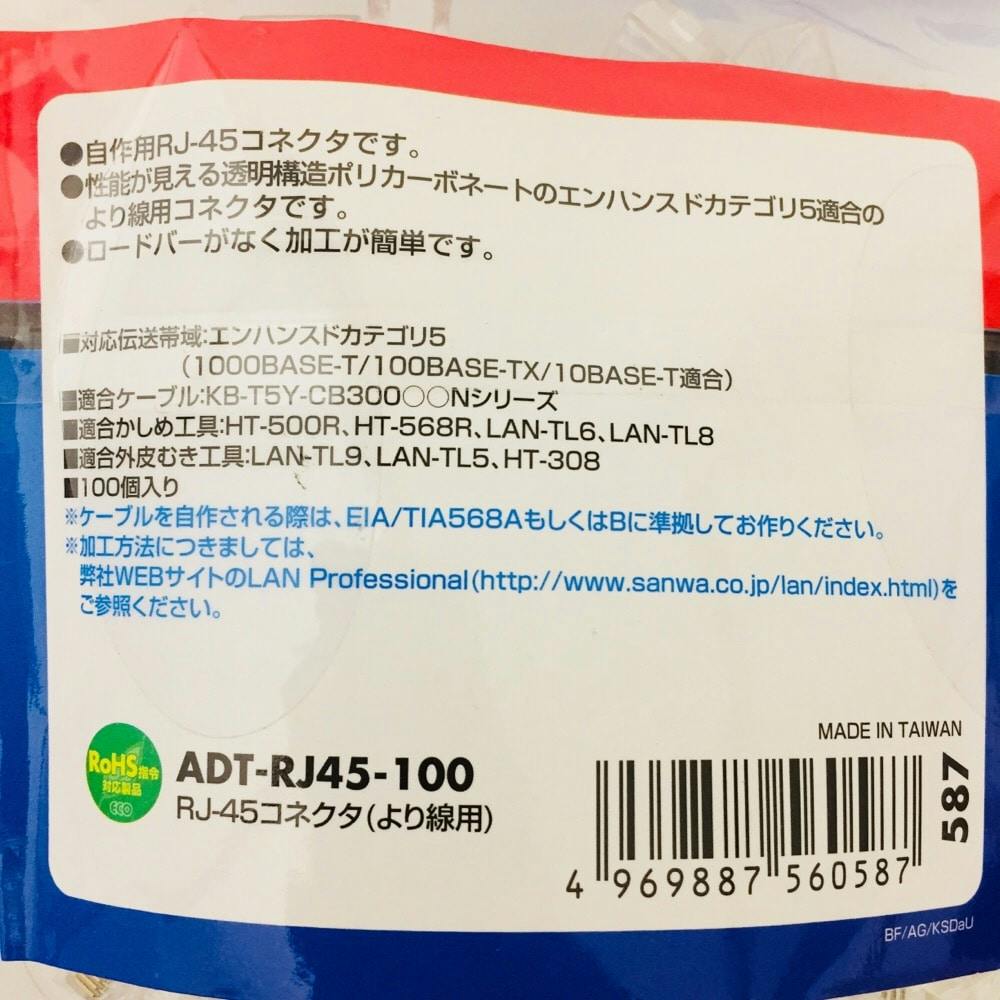 ●自作用RJ-45コネクタです。
●性能が見える透明構造ポリカーボネートのエンハンスドカテゴリ5適合の
より線用コネクタです。
●ロードバーがなく加工が簡単です。
■対応伝送帯域:エンハンスドカテゴリ5
(1000BASE-T/100BASE-TX/10BASE-T適合)
■適合ケーブル:KB-T5Y-CB300○○Nシリーズ
■適合かしめ工具:HT-500R、HT-568R、LAN-TL6、LAN-TL8
■適合外皮むき工具:LAN-TL9、LAN-TL5、HT-308
■100個入り
※ケーブルを自作される際は、EIA/TIA568AもしくはBに準拠してお作りください。
※加工方法につきましては、
弊社WEBサイトのLAN Professional(http://www.sanwa.co.jp/lan/index.html)を
ご参照ください。
RoHS指令
対応製品
ECO
ADT-RJ45-100
RJ-45コネクタ(より線用)
MADE IN TAIWAN
587
4 969887 560587
BF/AG/KSDaU